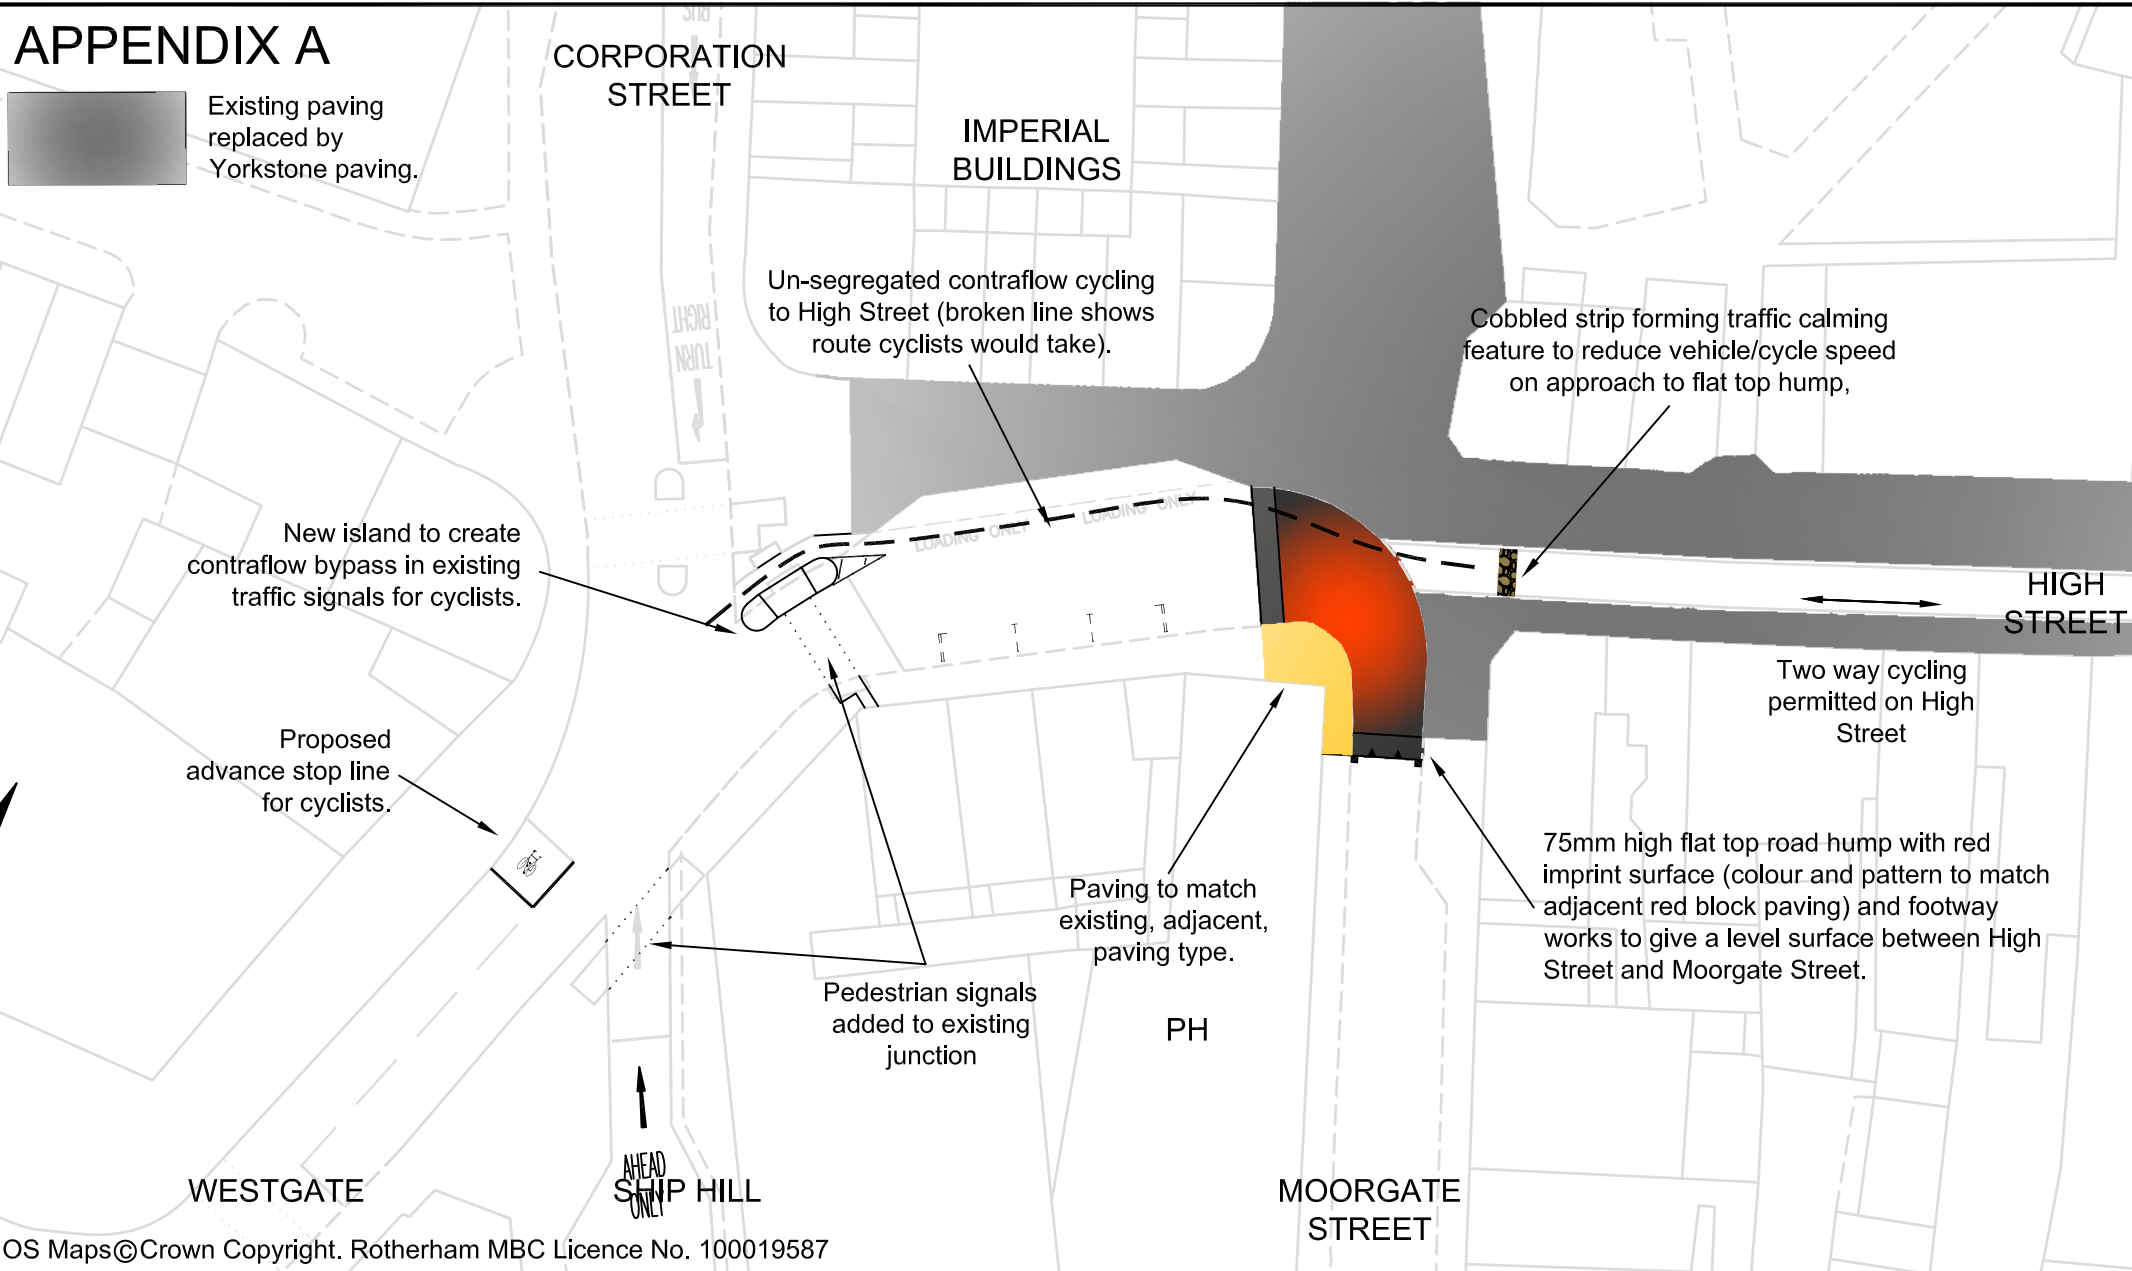 APPENDIX A
Existing paving
replaced by
Yorkstone paving.
CORPORATION
STREET
BUS
IMPERIAL
BUILDINGS
Un-segregated contraflow cycling
to High Street (broken line shows
route cyclists would take).
RIGHT
TURN
Cobbled strip forming traffic calming
feature to reduce vehicle/cycle speed
on approach to flat top hump,
LOADING ONLY
LOADING ONLY
New island to create
contraflow bypass in existing
traffic signals for cyclists.
HIGH
STREET
Two way cycling
permitted on High
Street
Proposed
advance stop line
for cyclists.
75mm high flat top road hump with red
imprint surface (colour and pattern to match
adjacent red block paving) and footway
works to give a level surface between High
Street and Moorgate Street.
Paving to match
existing, adjacent,
paving type.
Pedestrian signals
added to existing
junction
PH
AHEAD
ONLY
WESTGATE
SHIP HILL
MOORGATE
STREET
OS Maps©Crown Copyright. Rotherham MBC Licence No. 100019587